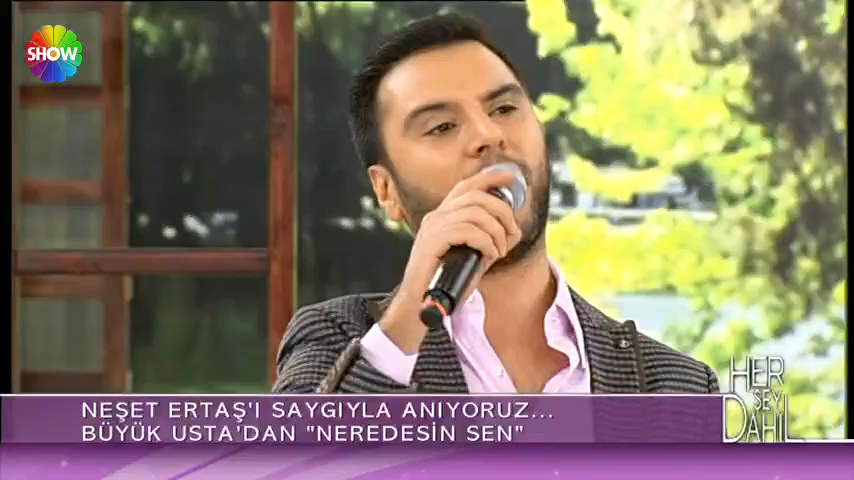 SHOW
NEŞET ERTAŞ'I SAYGIYLA ANIYORUZ...
BÜYÜK USTA'DAN "NEREDESİN SEN"
HER
ŞEY
DAHİL